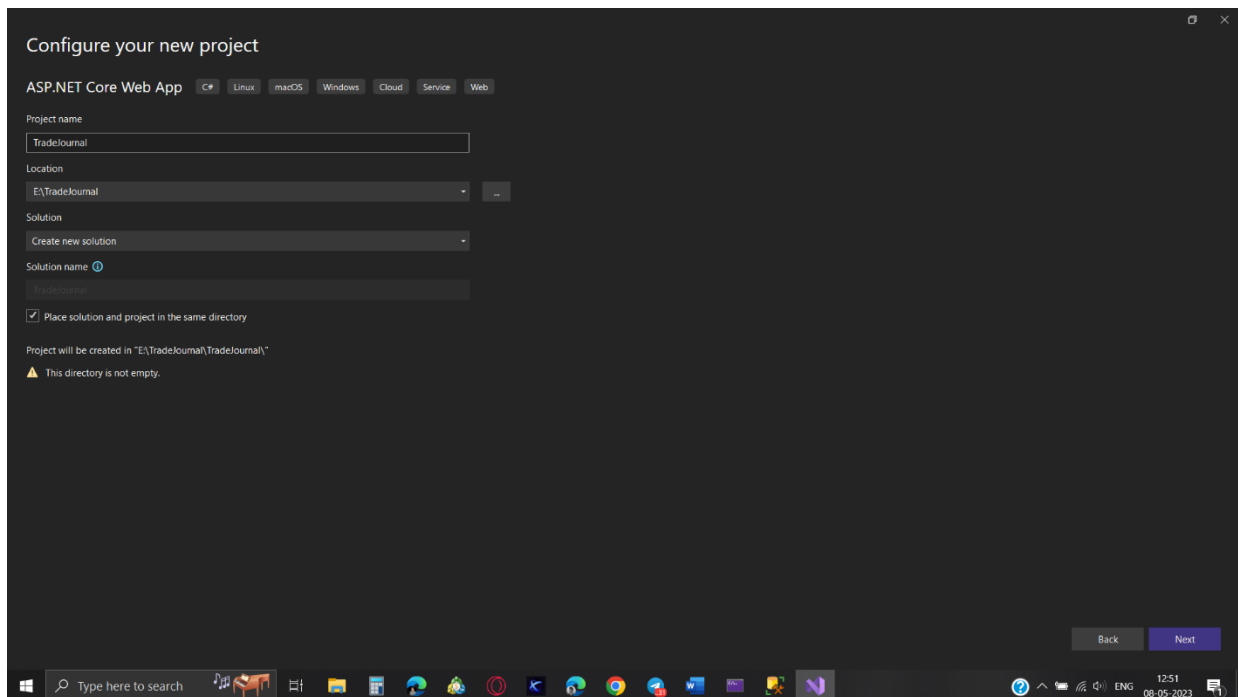 Configure your new project
ASP.NET Core Web App C# Linux macOS Windows Cloud Service Web
Project name
TradeJournal
Location
E:\TradeJournal
...
Solution
Create new solution
Solution name
TradeJournal
Place solution and project in the same directory
Project will be created in "E:\TradeJournal\TradeJournal\"
This directory is not empty.
Back Next
Type here to search
ENG
12:51
08-05-2023